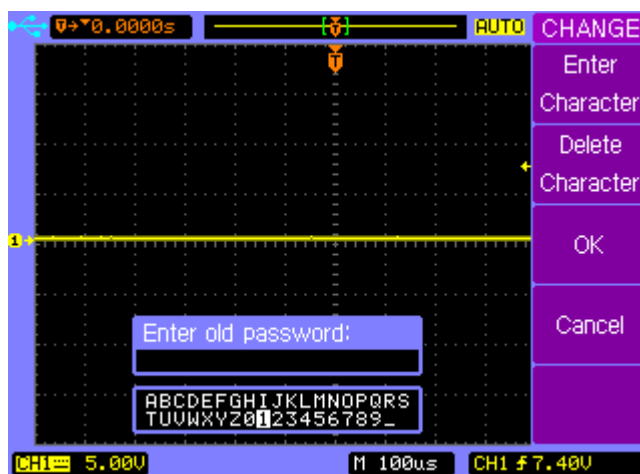 0.0000s
T
AUTO
CHANGE
T
Enter
Character
Delete
Character
1
OK
Enter old password:
Cancel
ABCDEFGHIJKLMNOPQRS
TUVWXYZ0123456789_
CH1 5.00V
M 100us
CH1 7.40V